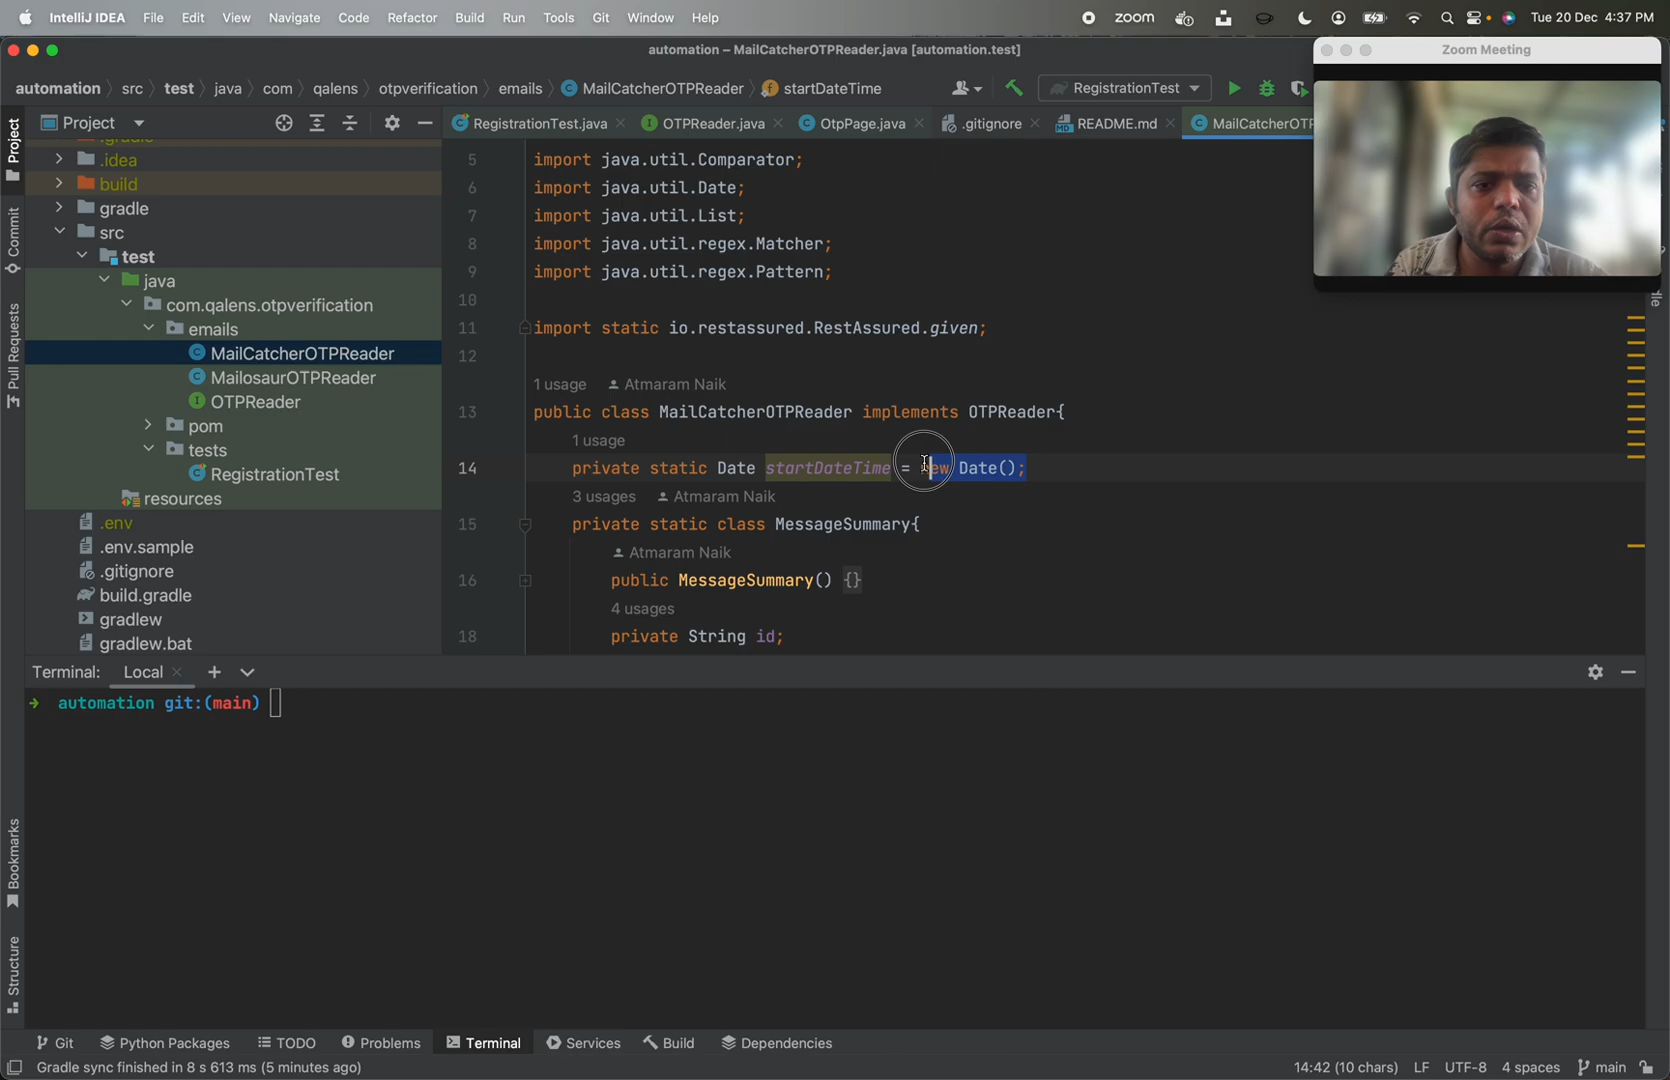 IntelliJ IDEA File Edit View Navigate Code Refactor Build Run Tools Git Window Help zoom Tue 20 Dec 4:37 PM
automation – MailCatcherOTPReader.java [automation.test]
Zoom Meeting
automation src test java com qalens otpverification emails MailCatcherOTPReader startDateTime RegistrationTest
Project
RegistrationTest.java OTPReader.java OtpPage.java .gitignore README.md MailCatcherOTP
.idea
build
gradle
src
test
java
com.qalens.otpverification
emails
MailCatcherOTPReader
MailosaurOTPReader
OTPReader
pom
tests
RegistrationTest
resources
.env
.env.sample
.gitignore
build.gradle
gradlew
gradlew.bat
5 import java.util.Comparator;
6 import java.util.Date;
7 import java.util.List;
8 import java.util.regex.Matcher;
9 import java.util.regex.Pattern;
10
11 import static io.restassured.RestAssured.given;
12
1 usage Atmaram Naik
13 public class MailCatcherOTPReader implements OTPReader{
1 usage
14 private static Date startDateTime = new Date();
3 usages Atmaram Naik
15 private static class MessageSummary{
Atmaram Naik
16 public MessageSummary() {}
4 usages
18 private String id;
Project
Commit
Pull Requests
Bookmarks
Structure
Terminal: Local
automation git:(main)
Git Python Packages TODO Problems Terminal Services Build Dependencies
Gradle sync finished in 8 s 613 ms (5 minutes ago) 14:42 (10 chars) LF UTF-8 4 spaces main